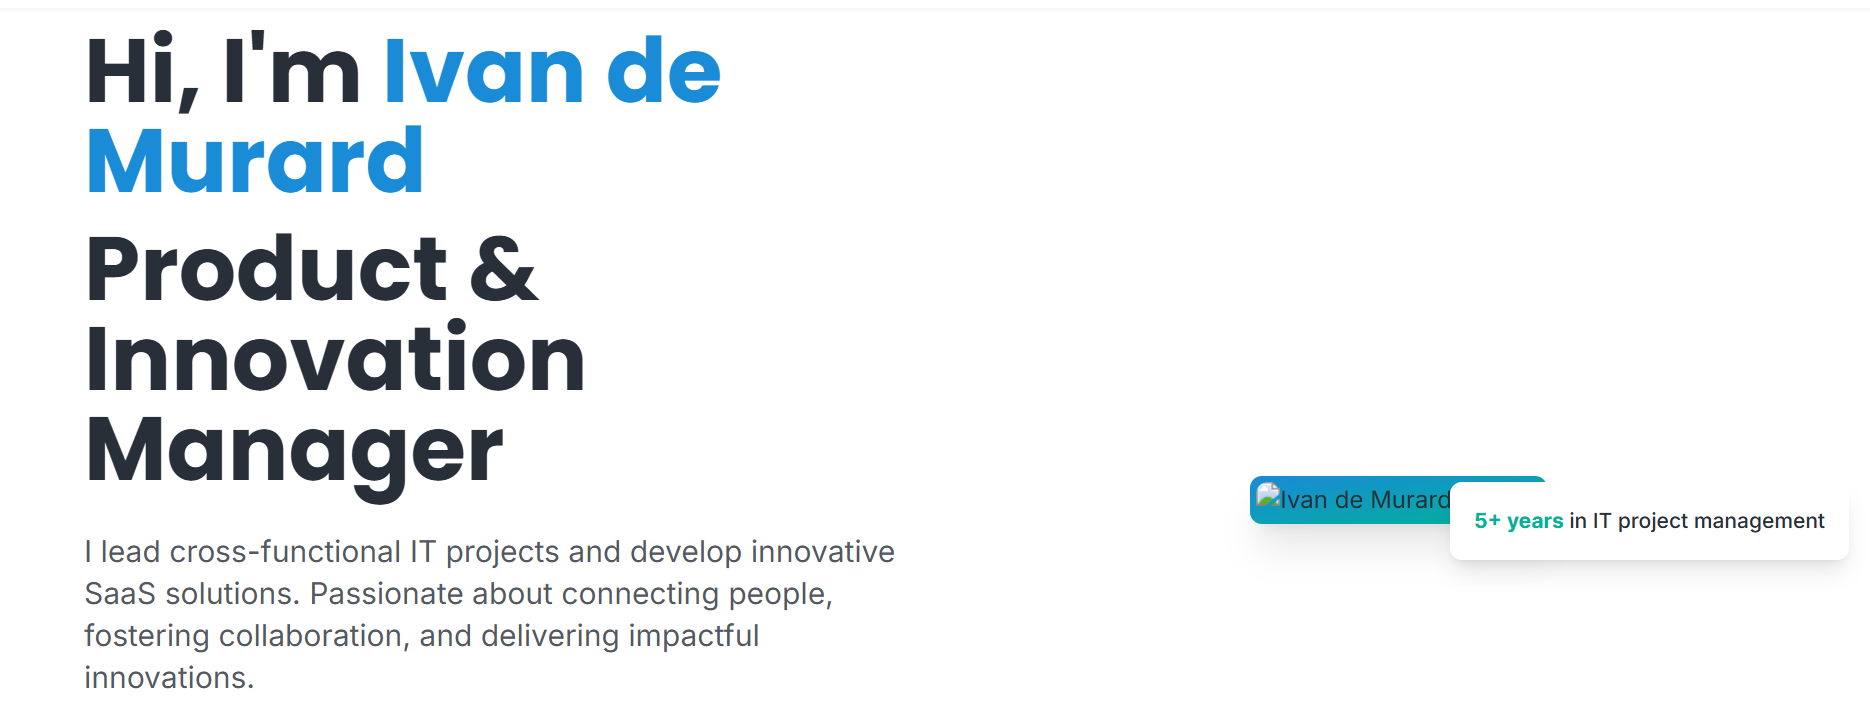 Hi, I'm Ivan de
Murard
Product &
Innovation
Manager
I lead cross-functional IT projects and develop innovative
SaaS solutions. Passionate about connecting people,
fostering collaboration, and delivering impactful
innovations.
Ivan de Murard
5+ years in IT project management